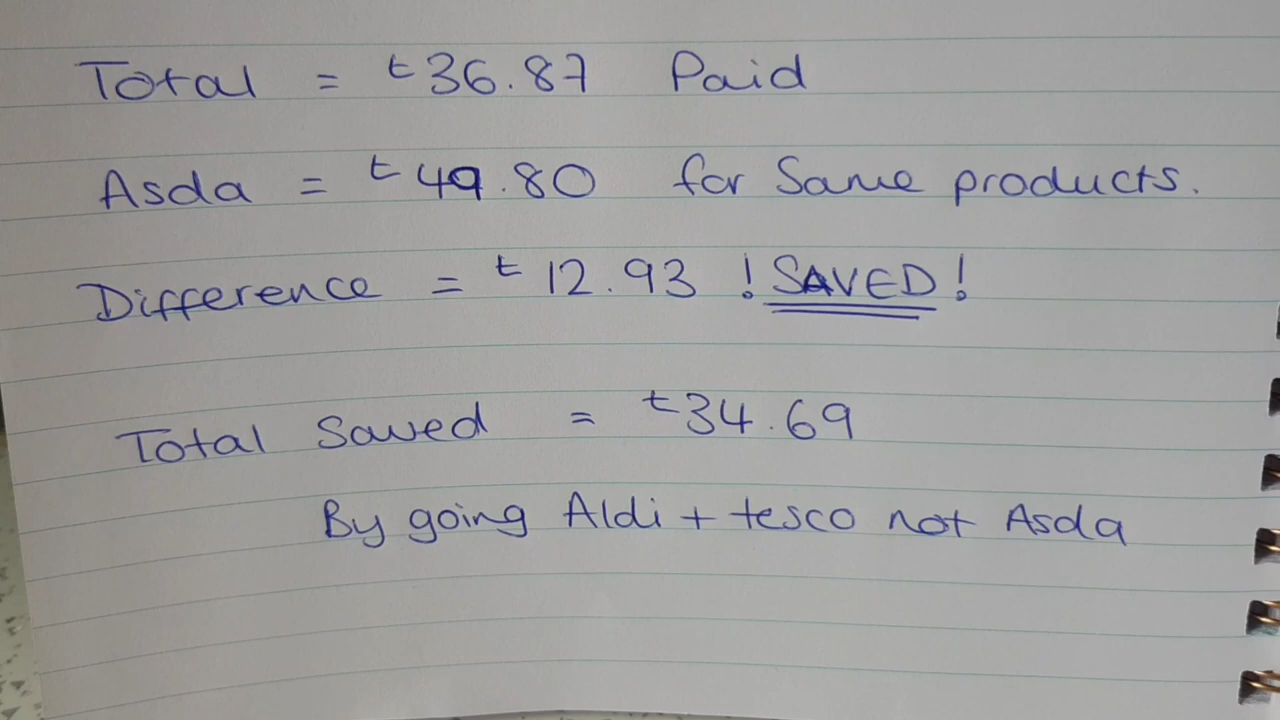 Total = £36.87 Paid
Asda = £49.80 for Same products.
Difference = £12.93 ! SAVED !
Total Saved = £34.69
By going Aldi + tesco not Asda